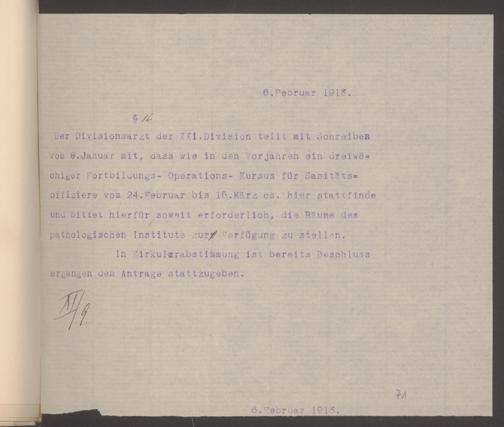 6.Februar 1913.
§ 16
Der Divisionsarzt der XXI.Division teilt mit Schreiben
vom 8.Januar mit, dass wie in den Vorjahren ein dreiwö=
chiger Fortbildungs- Operations- Kursus für Sanitäts=
offiziere vom 24.Februar bis 15.März cs. hier stattfinde
und bittet hierfür soweit erforderlich, die Räume des
pathologischen Instituts zur Verfügung zu stellen.
In Zirkularabstimmung ist bereits Beschluss
ergangen dem Antrage stattzugeben.
XI/9.
71
6.Februar 1913.